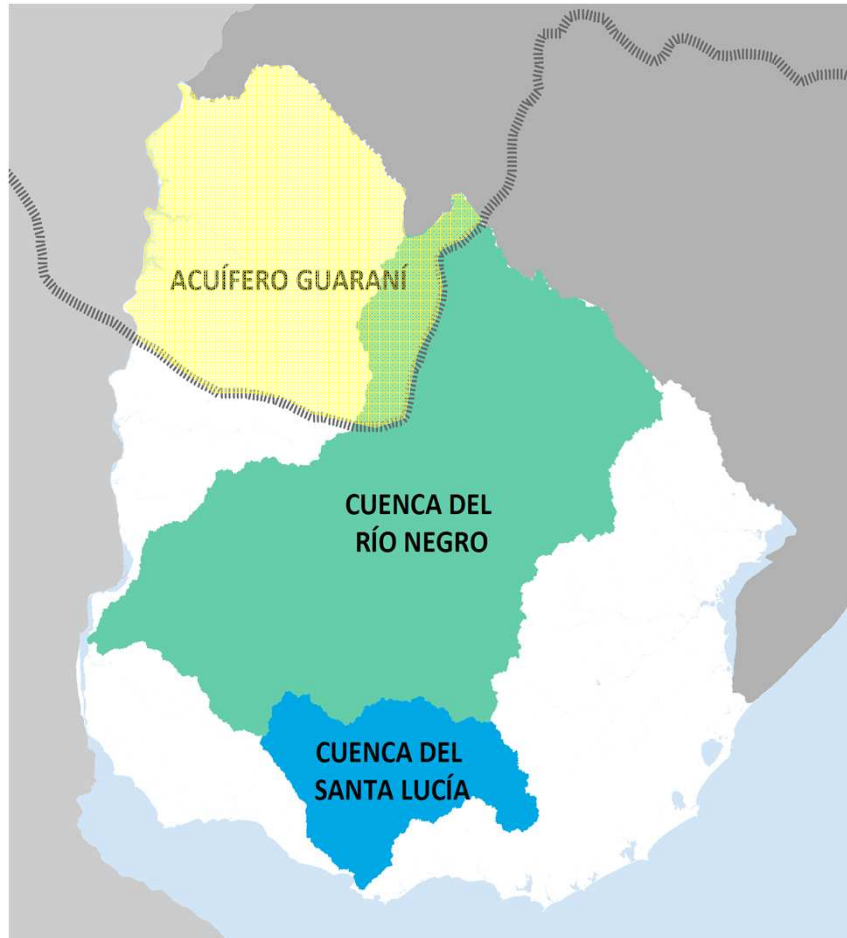 ACUÍFERO GUARANÍ
CUENCA DEL
RÍO NEGRO
CUENCA DEL
SANTA LUCÍA